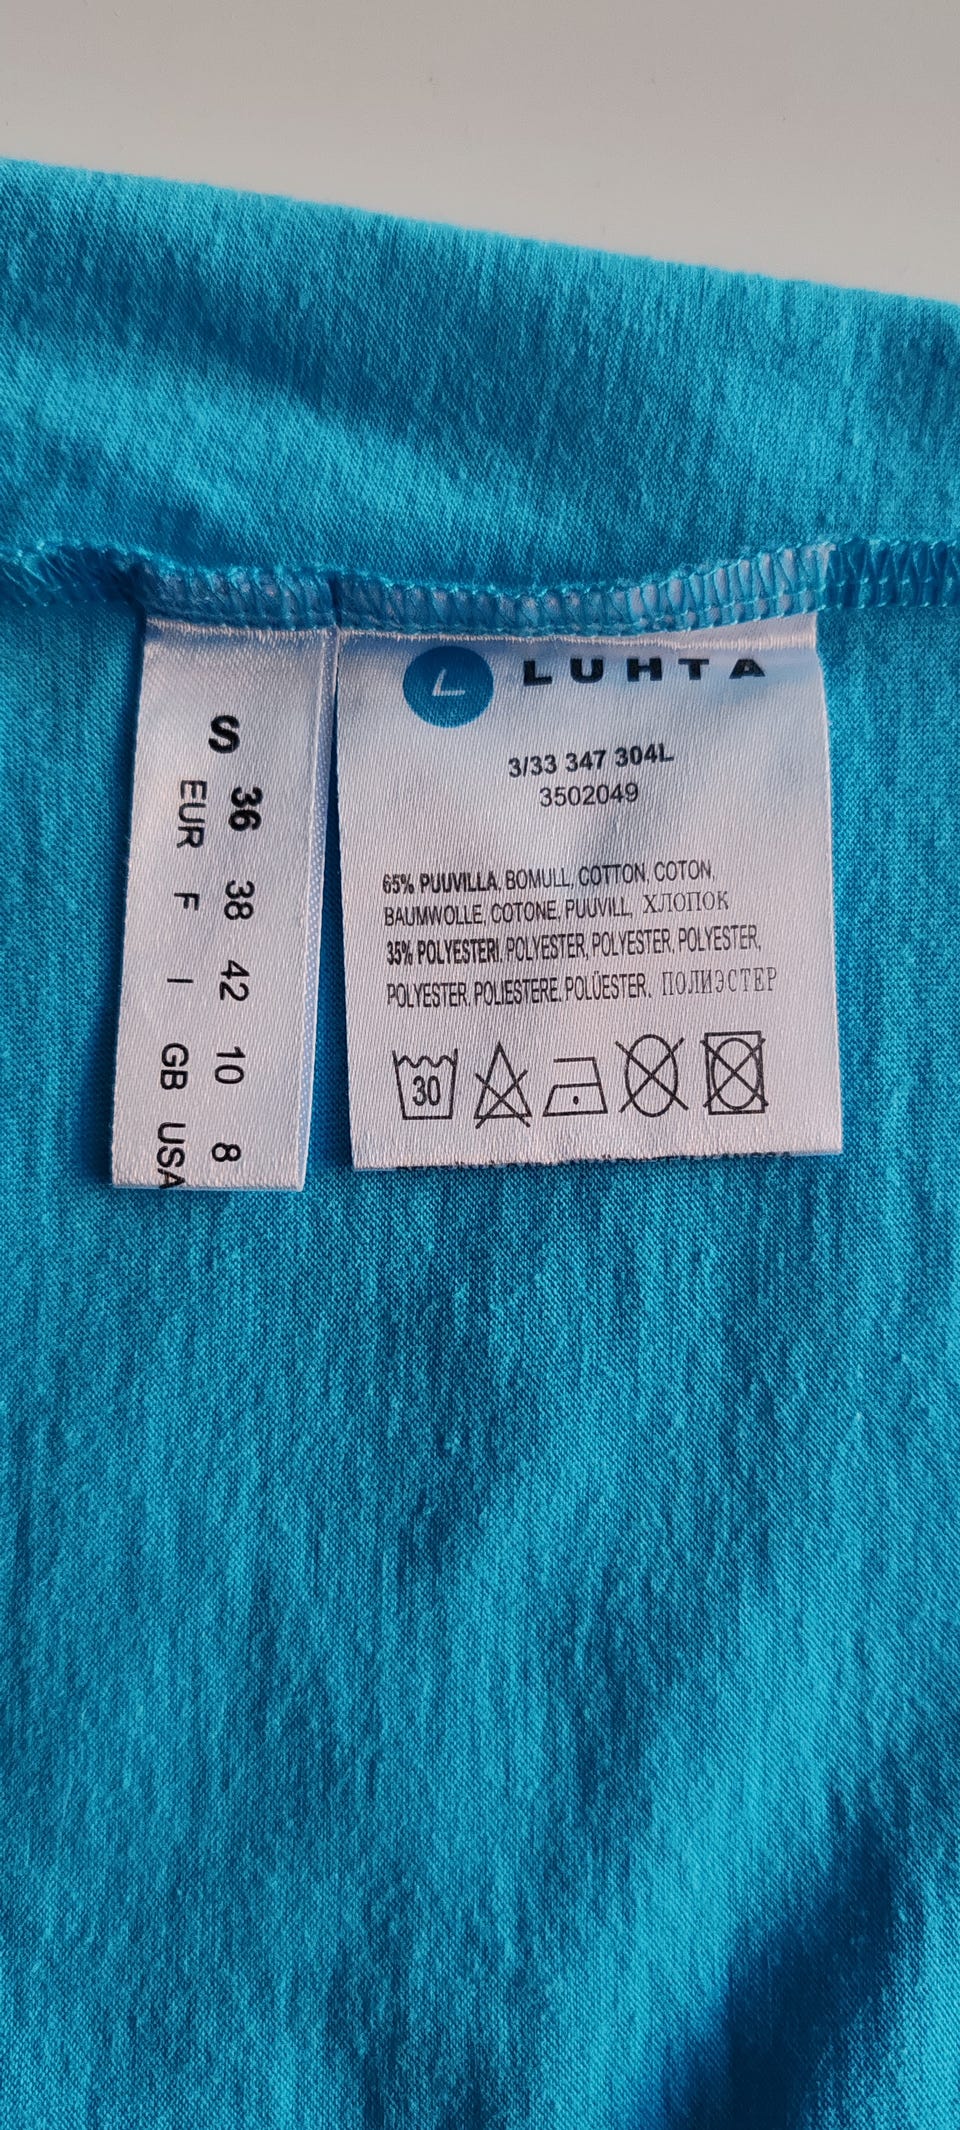 S
36 38 42 10 8
EUR F I GB USA
L LUHTA
3/33 347 304L
3502049
65% PUUVILLA, BOMULL, COTTON, COTON,
BAUMWOLLE, COTONE, PUUVILL, ХЛОПОК
35% POLYESTERI, POLYESTER, POLYESTER, POLYESTER,
POLYESTER, POLIESTERE, POLÜESTER, ПОЛИЭСТЕР
30